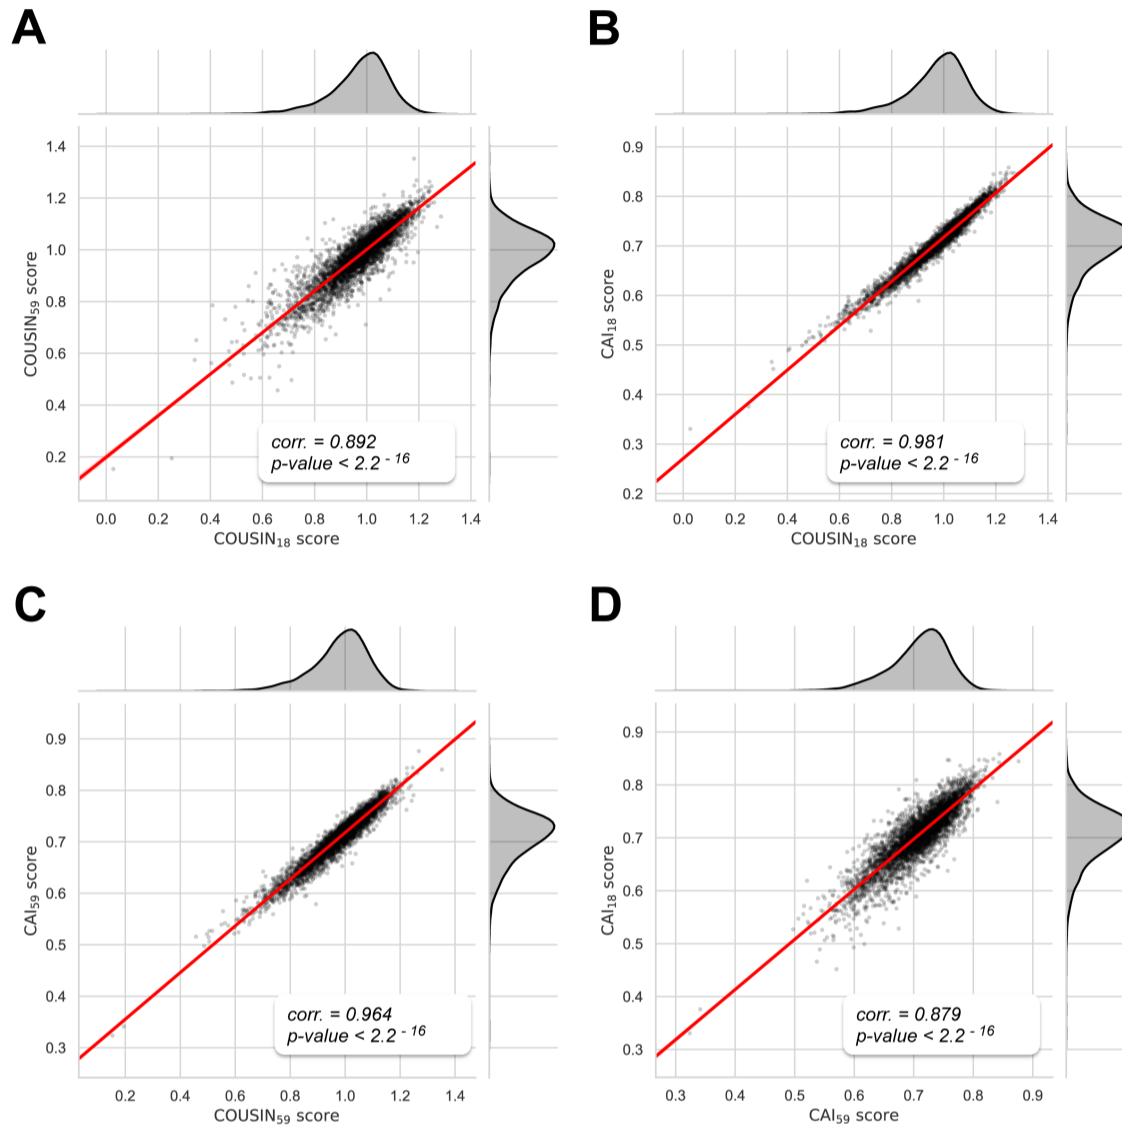 A
1.4
1.2
1.0
0.8
0.6
0.4
0.2
COUSIN₅₉ score
corr. = 0.892
p-value < 2.2⁻¹⁶
0.0 0.2 0.4 0.6 0.8 1.0 1.2 1.4
COUSIN₁₈ score
B
0.9
0.8
0.7
0.6
0.5
0.4
0.3
0.2
CAI₁₈ score
corr. = 0.981
p-value < 2.2⁻¹⁶
0.0 0.2 0.4 0.6 0.8 1.0 1.2 1.4
COUSIN₁₈ score
C
0.9
0.8
0.7
0.6
0.5
0.4
0.3
CAI₅₉ score
corr. = 0.964
p-value < 2.2⁻¹⁶
0.2 0.4 0.6 0.8 1.0 1.2 1.4
COUSIN₅₉ score
D
0.9
0.8
0.7
0.6
0.5
0.4
0.3
CAI₁₈ score
corr. = 0.879
p-value < 2.2⁻¹⁶
0.3 0.4 0.5 0.6 0.7 0.8 0.9
CAI₅₉ score